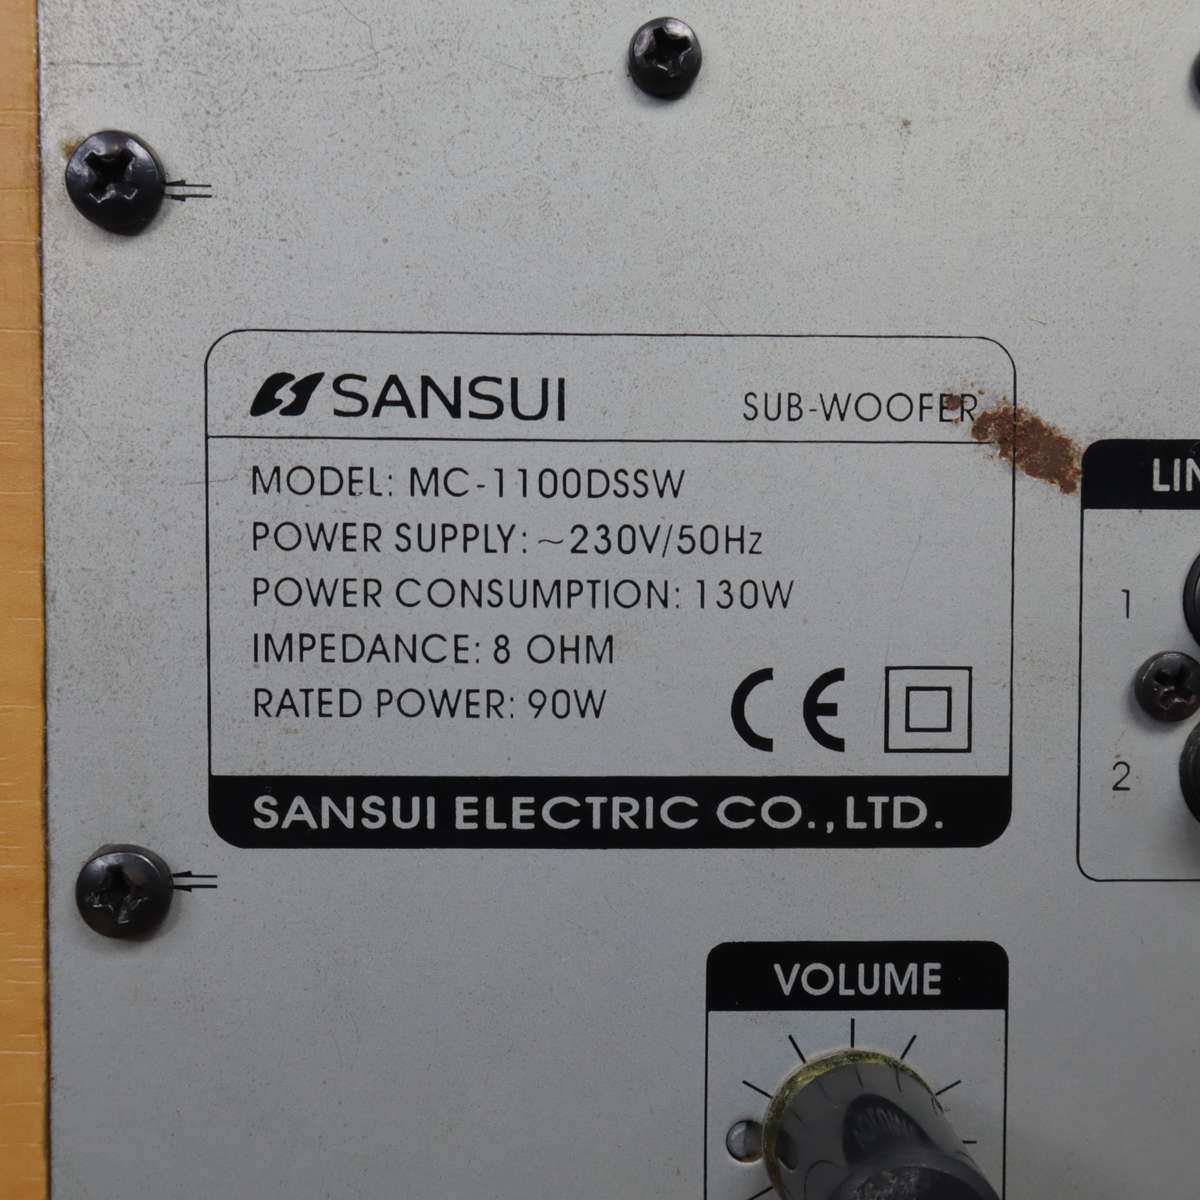 SANSUI SUB-WOOFER
MODEL: MC-1100DSSW
POWER SUPPLY: ~230V/50Hz
POWER CONSUMPTION: 130W
IMPEDANCE: 8 OHM
RATED POWER: 90W
CE
SANSUI ELECTRIC CO.,LTD.
LIN
1
2
VOLUME